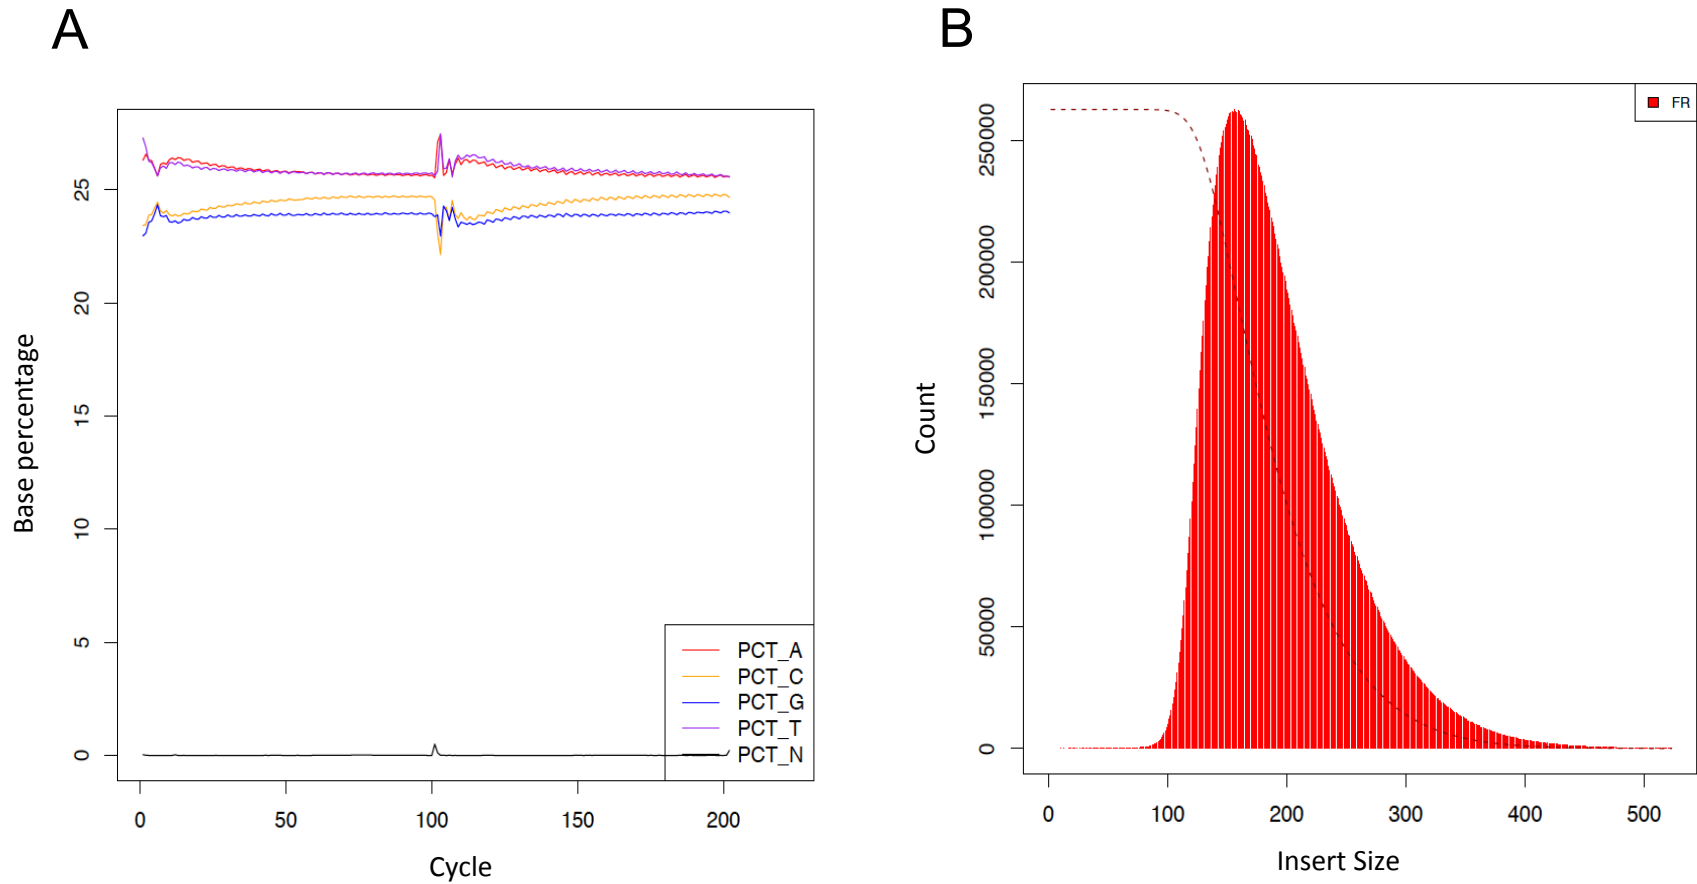 A
Base percentage
25
20
15
10
5
0
PCT_A
PCT_C
PCT_G
PCT_T
PCT_N
0 50 100 150 200
Cycle
B
FR
Count
250000
200000
150000
100000
50000
0
0 100 200 300 400 500
Insert Size